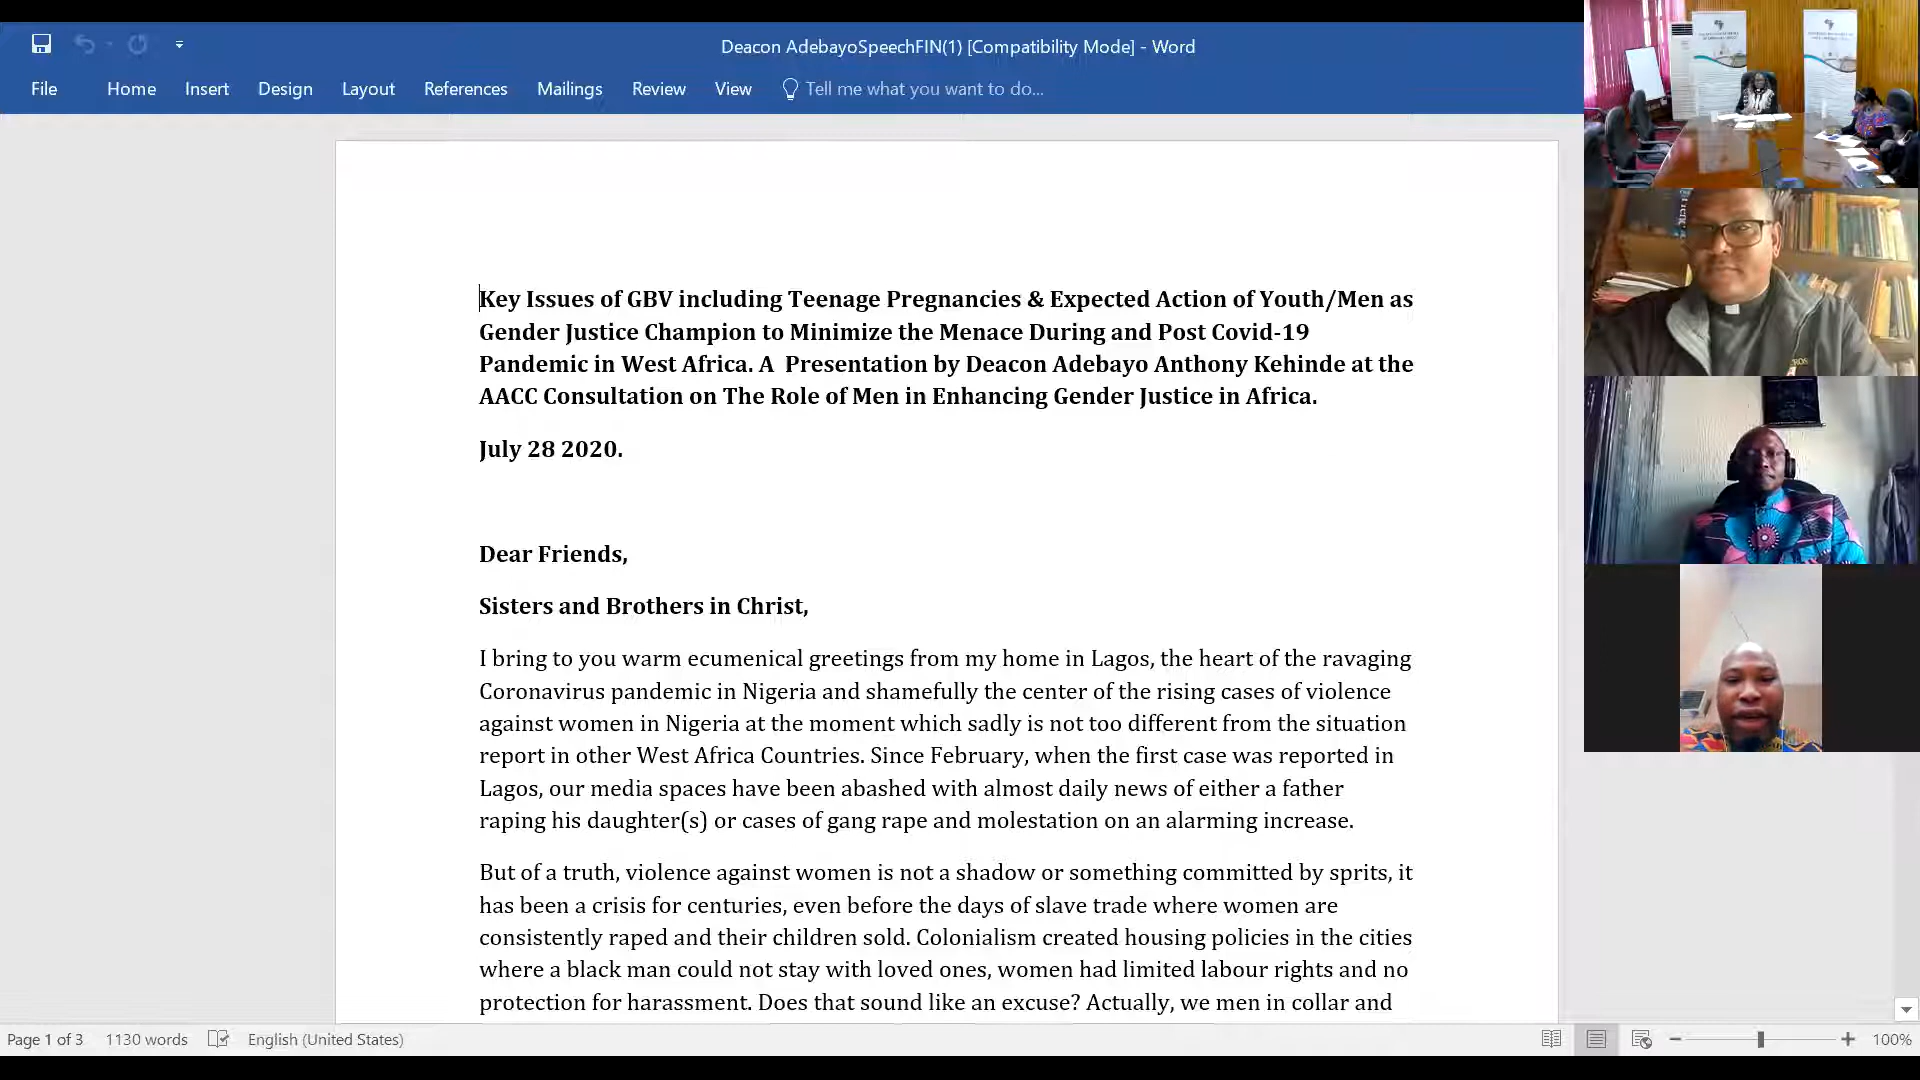 Deacon AdebayoSpeechFIN(1) [Compatibility Mode] - Word
File Home Insert Design Layout References Mailings Review View Tell me what you want to do...
Key Issues of GBV including Teenage Pregnancies & Expected Action of Youth/Men as
Gender Justice Champion to Minimize the Menace During and Post Covid-19
Pandemic in West Africa. A  Presentation by Deacon Adebayo Anthony Kehinde at the
AACC Consultation on The Role of Men in Enhancing Gender Justice in Africa.
July 28 2020.
Dear Friends,
Sisters and Brothers in Christ,
I bring to you warm ecumenical greetings from my home in Lagos, the heart of the ravaging
Coronavirus pandemic in Nigeria and shamefully the center of the rising cases of violence
against women in Nigeria at the moment which sadly is not too different from the situation
report in other West Africa Countries. Since February, when the first case was reported in
Lagos, our media spaces have been abashed with almost daily news of either a father
raping his daughter(s) or cases of gang rape and molestation on an alarming increase.
But of a truth, violence against women is not a shadow or something committed by sprits, it
has been a crisis for centuries, even before the days of slave trade where women are
consistently raped and their children sold. Colonialism created housing policies in the cities
where a black man could not stay with loved ones, women had limited labour rights and no
protection for harassment. Does that sound like an excuse? Actually, we men in collar and
Page 1 of 3 1130 words English (United States) 100%